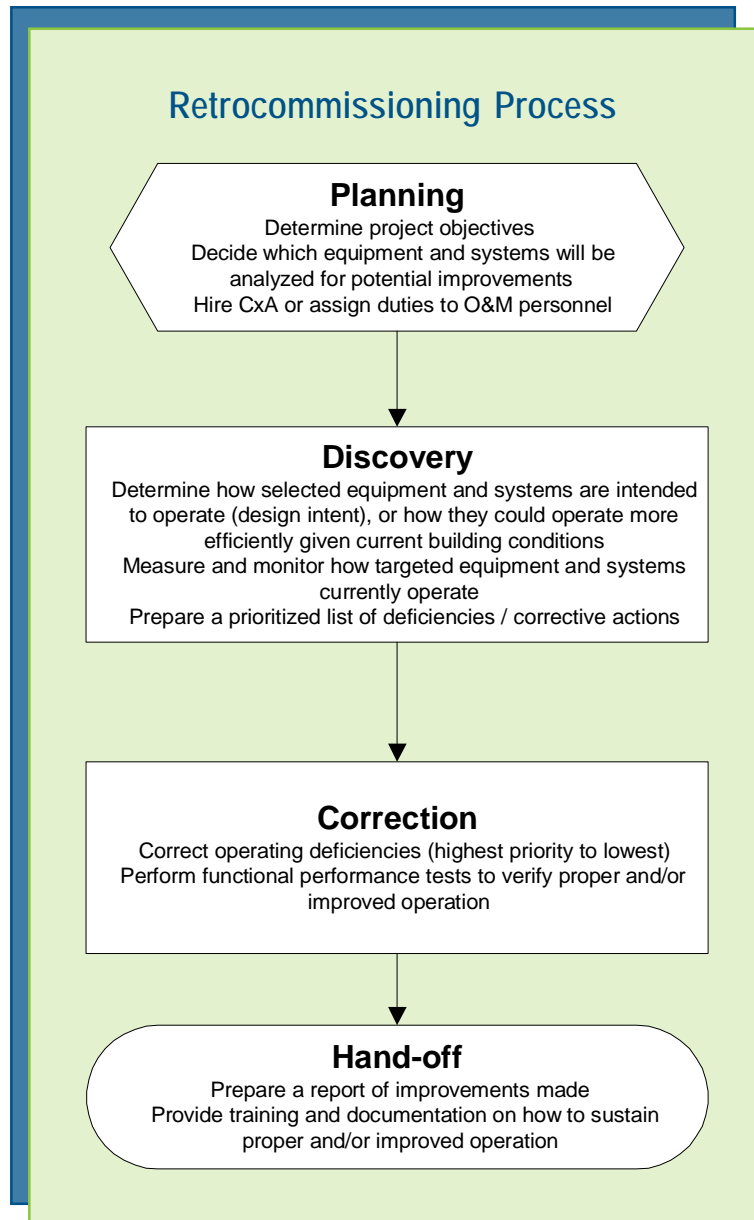 Retrocommissioning Process
Planning
Determine project objectives
Decide which equipment and systems will be
analyzed for potential improvements
Hire CxA or assign duties to O&M personnel
Discovery
Determine how selected equipment and systems are intended
to operate (design intent), or how they could operate more
efficiently given current building conditions
Measure and monitor how targeted equipment and systems
currently operate
Prepare a prioritized list of deficiencies / corrective actions
Correction
Correct operating deficiencies (highest priority to lowest)
Perform functional performance tests to verify proper and/or
improved operation
Hand-off
Prepare a report of improvements made
Provide training and documentation on how to sustain
proper and/or improved operation